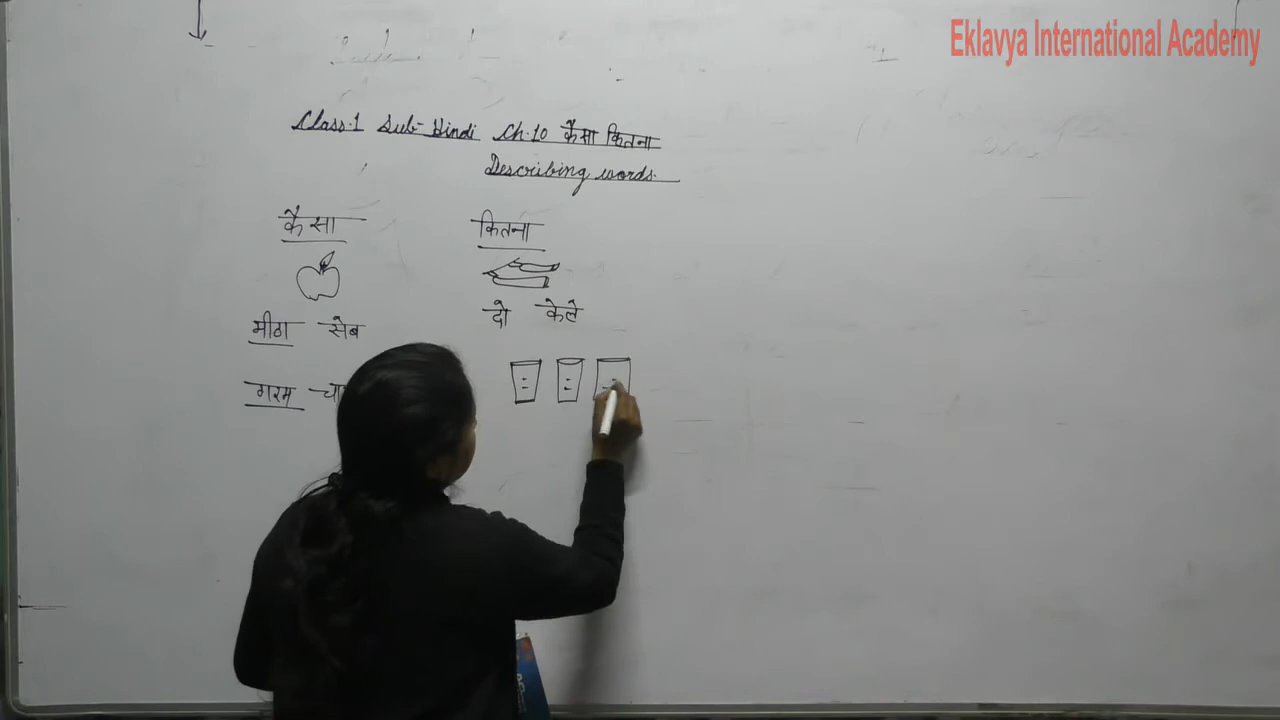 Eklavya International Academy
Class-1 Sub- Hindi Ch-10 कैसा कितना
Describing words.
कैसा कितना
दो केले
मीठा सेब
गरम